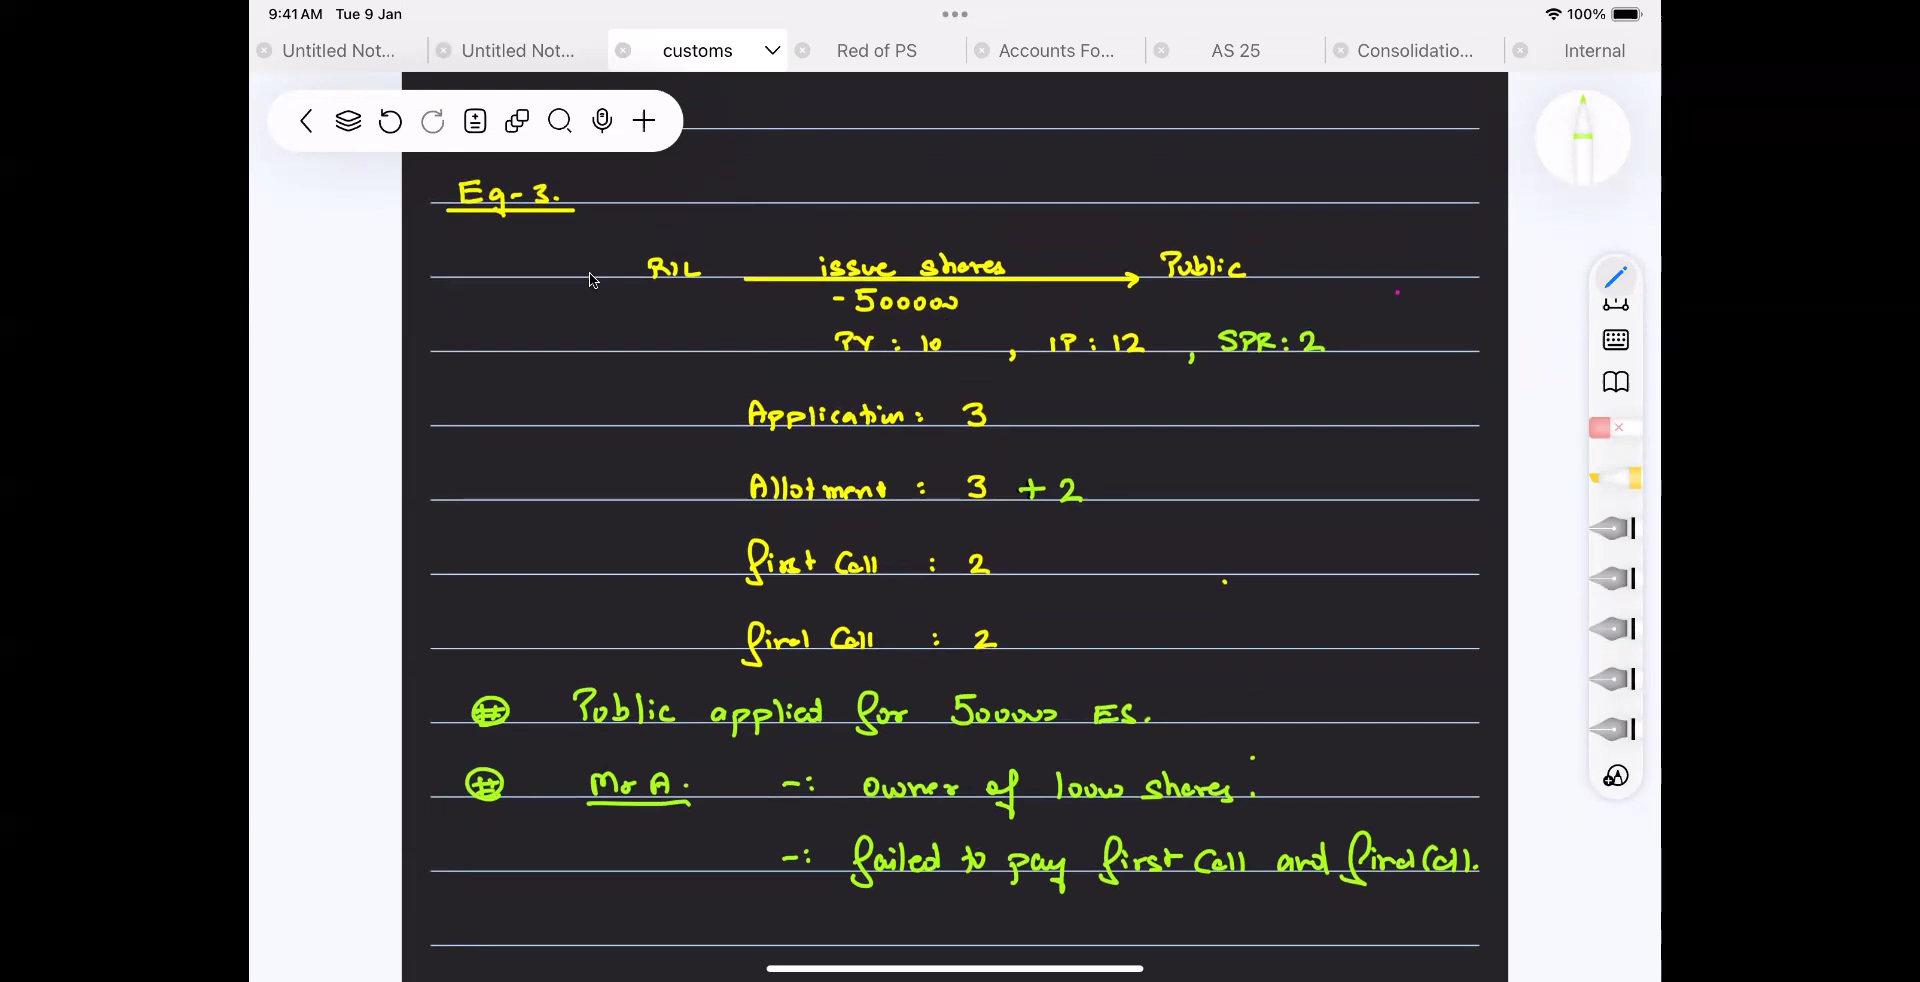 9:41 AM Tue 9 Jan
100%
Untitled Not...
Untitled Not...
customs
Red of PS
Accounts Fo...
AS 25
Consolidatio...
Internal
Eg-3.
RIL issue shares Public
- 500000
PV : 10 , IP : 12 , SPR : 2
Application : 3
Allotment : 3 + 2
first Call : 2
final Call : 2
# Public applied for 500000 ES.
# Mr A. -: owner of 10000 shares :
-: failed to pay first Call and final Call.